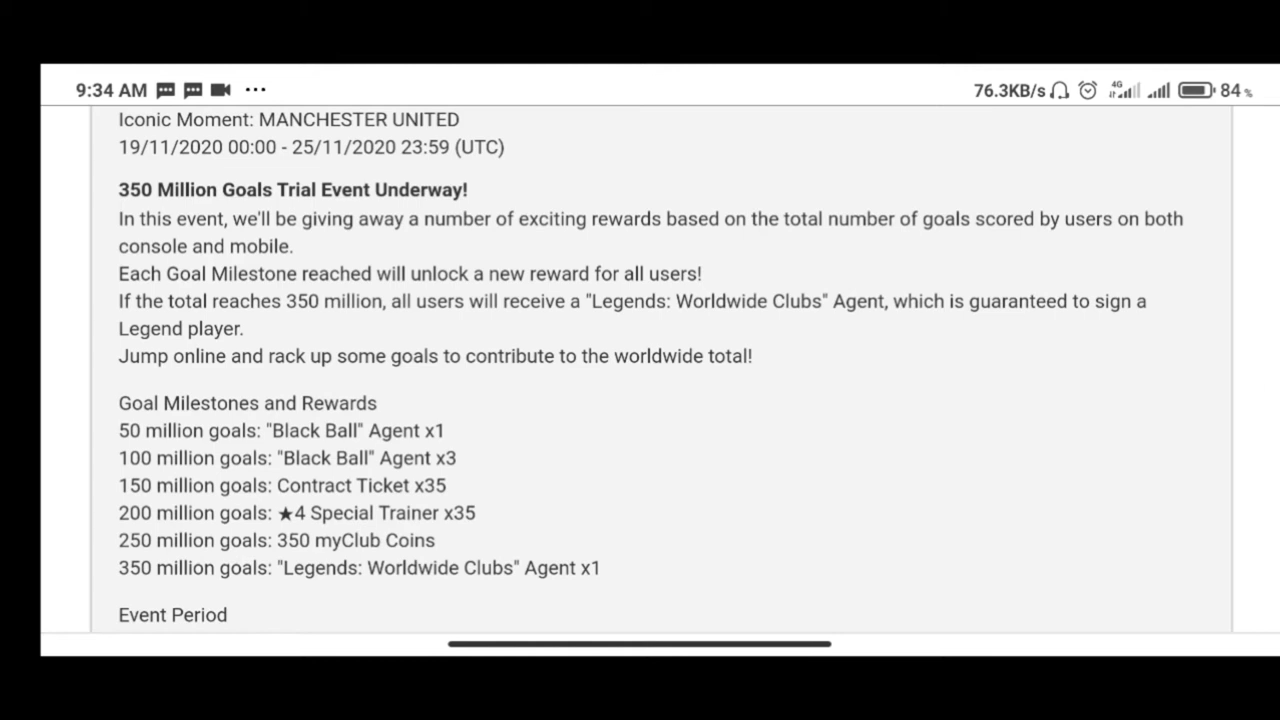 9:34 AM ... 76.3KB/s 4G 84%
Iconic Moment: MANCHESTER UNITED
19/11/2020 00:00 - 25/11/2020 23:59 (UTC)
350 Million Goals Trial Event Underway!
In this event, we'll be giving away a number of exciting rewards based on the total number of goals scored by users on both
console and mobile.
Each Goal Milestone reached will unlock a new reward for all users!
If the total reaches 350 million, all users will receive a "Legends: Worldwide Clubs" Agent, which is guaranteed to sign a
Legend player.
Jump online and rack up some goals to contribute to the worldwide total!
Goal Milestones and Rewards
50 million goals: "Black Ball" Agent x1
100 million goals: "Black Ball" Agent x3
150 million goals: Contract Ticket x35
200 million goals: ★4 Special Trainer x35
250 million goals: 350 myClub Coins
350 million goals: "Legends: Worldwide Clubs" Agent x1
Event Period